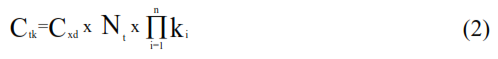 C_tk=C_xd x N_t x ∏_{i=1}^{n} k_i (2)